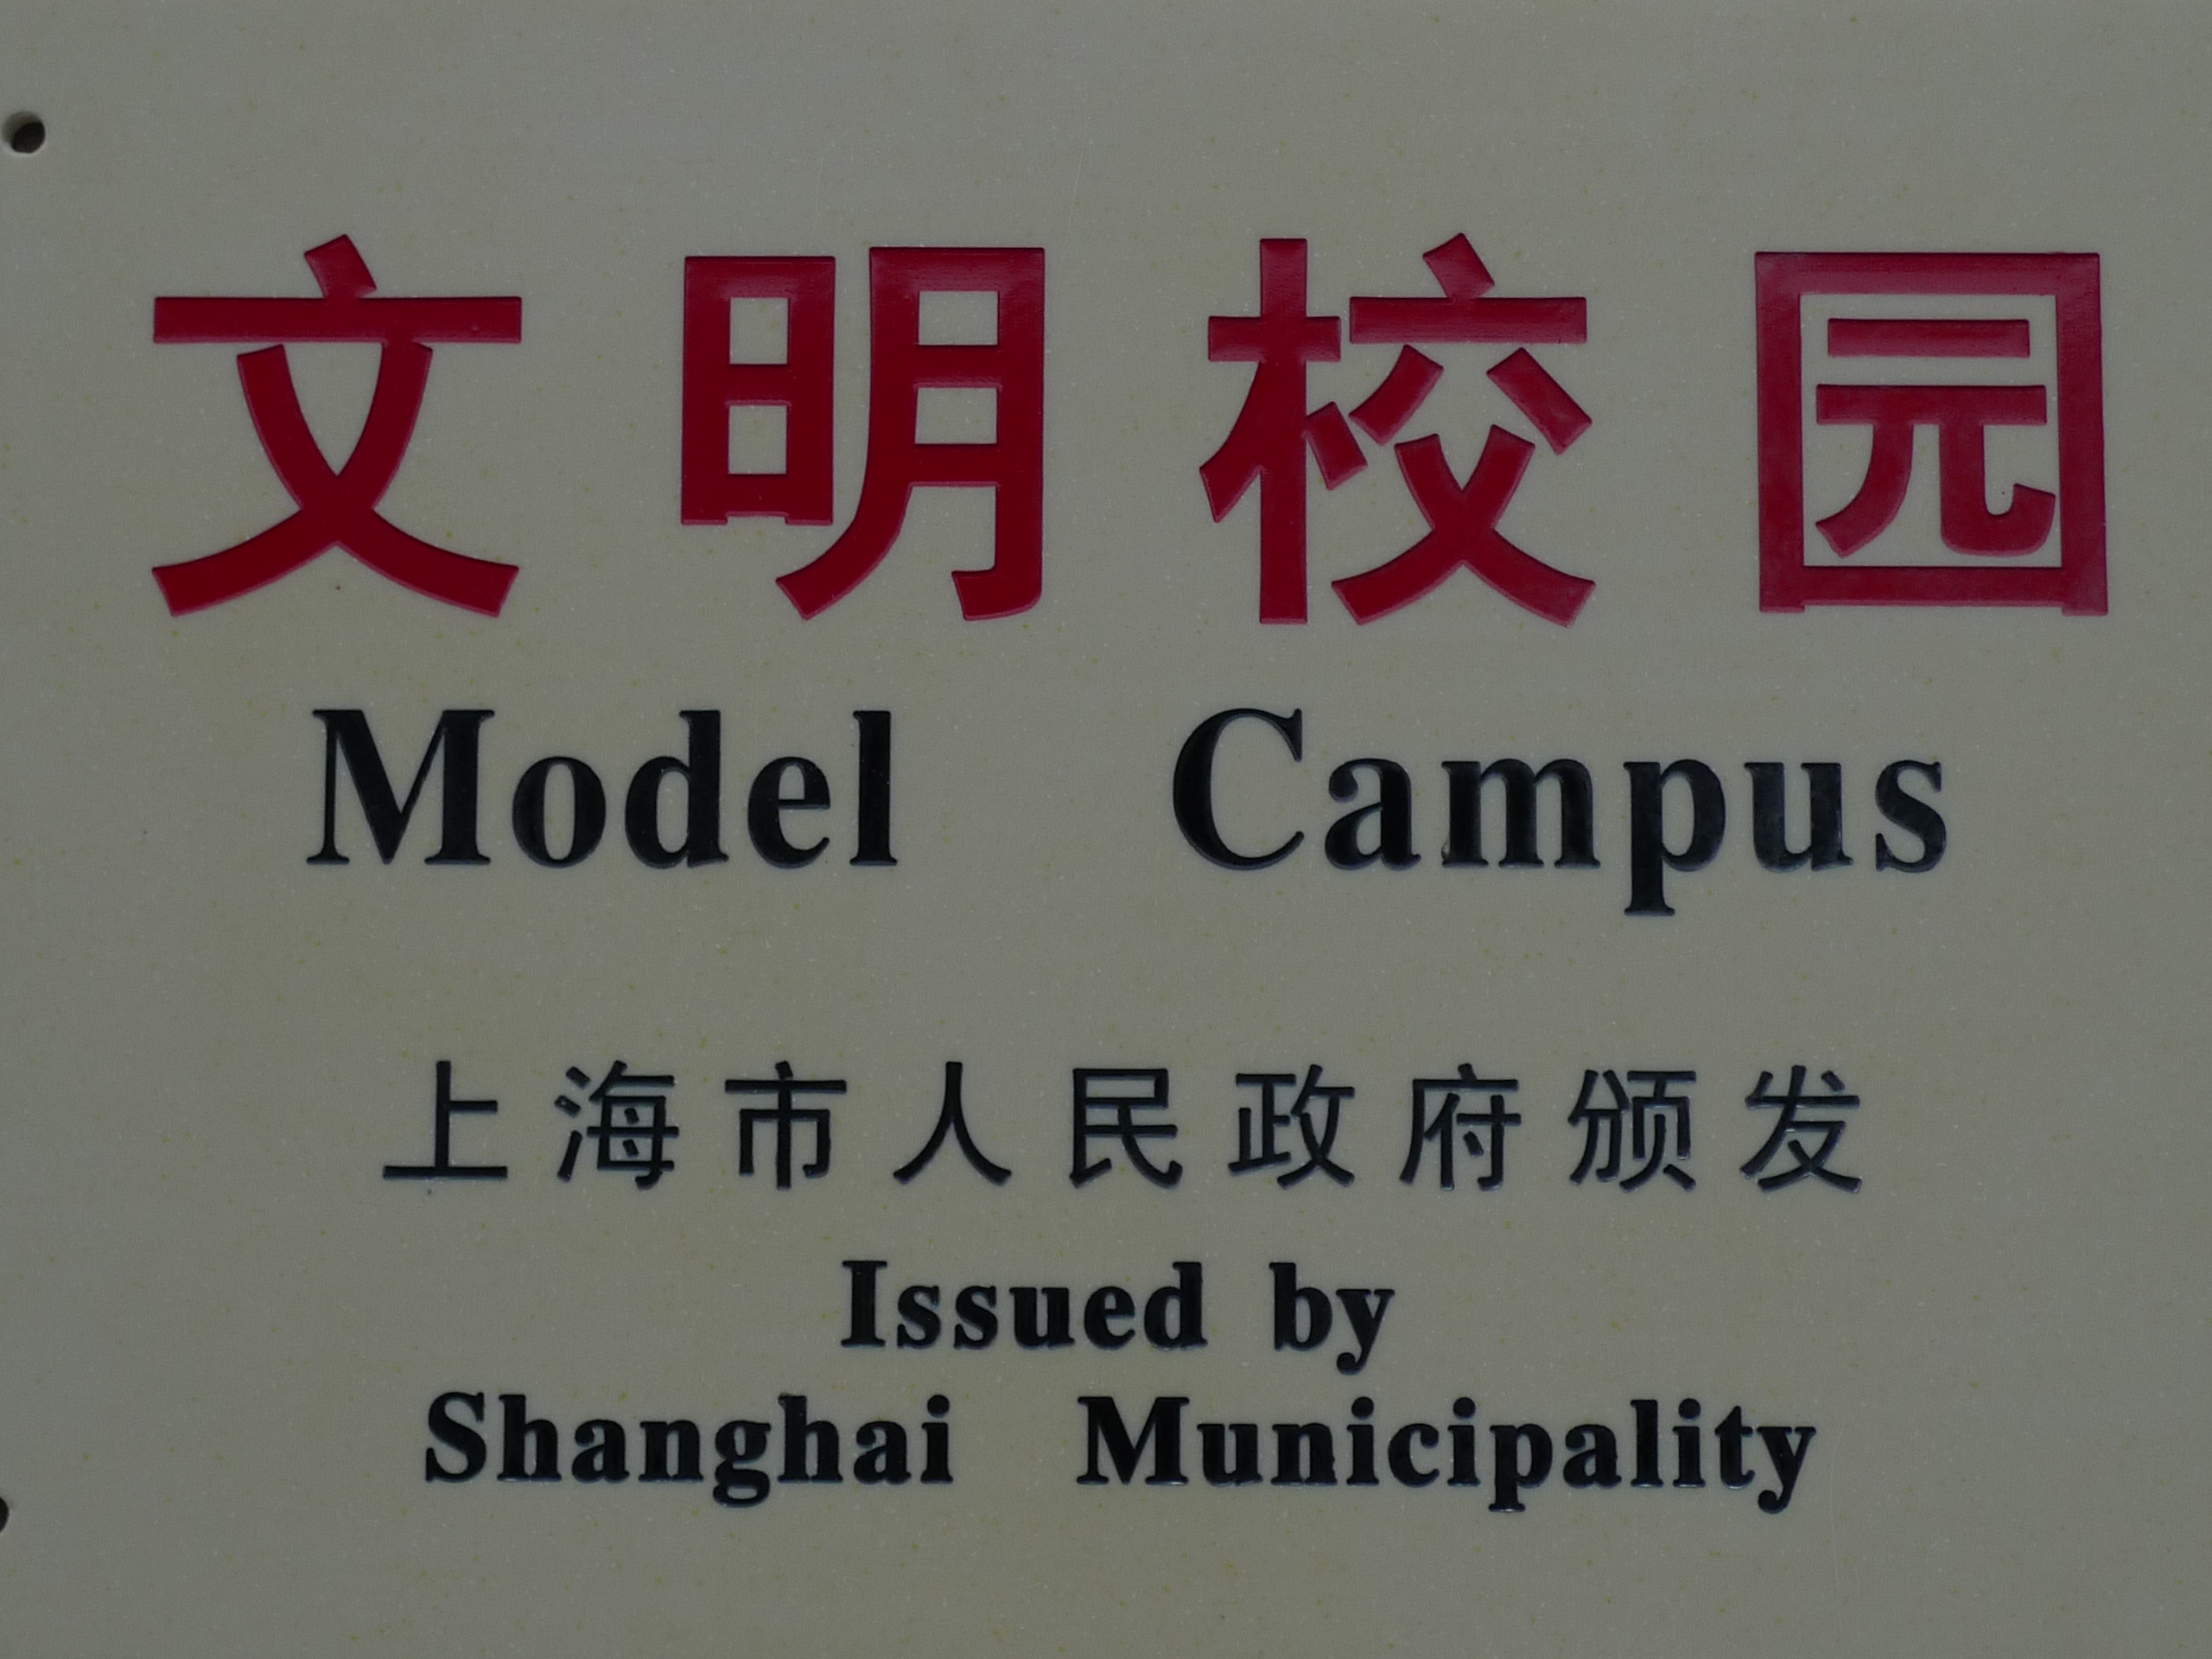 文明校园
Model Campus
上海市人民政府颁发
Issued by
Shanghai Municipality